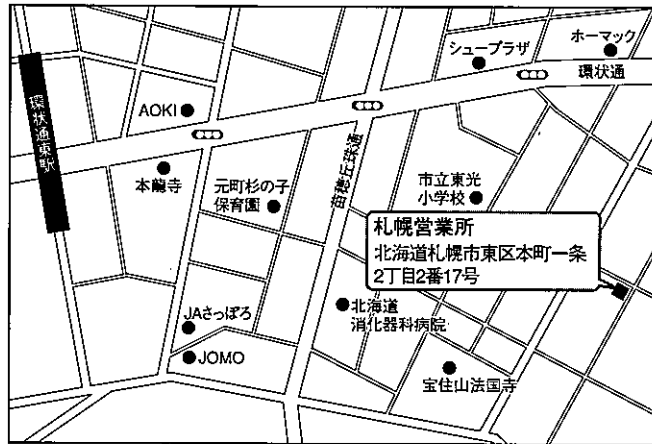 ホーマック
シュープラザ
環状通
AOKI
環状通東駅
本龍寺
元町杉の子
保育園
苗穂丘珠通
市立東光
小学校
札幌営業所
北海道札幌市東区本町一条
2丁目2番17号
北海道
消化器科病院
JAさっぽろ
JOMO
宝住山法国寺